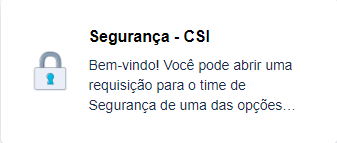 Segurança - CSI
Bem-vindo! Você pode abrir uma
requisição para o time de
Segurança de uma das opções…